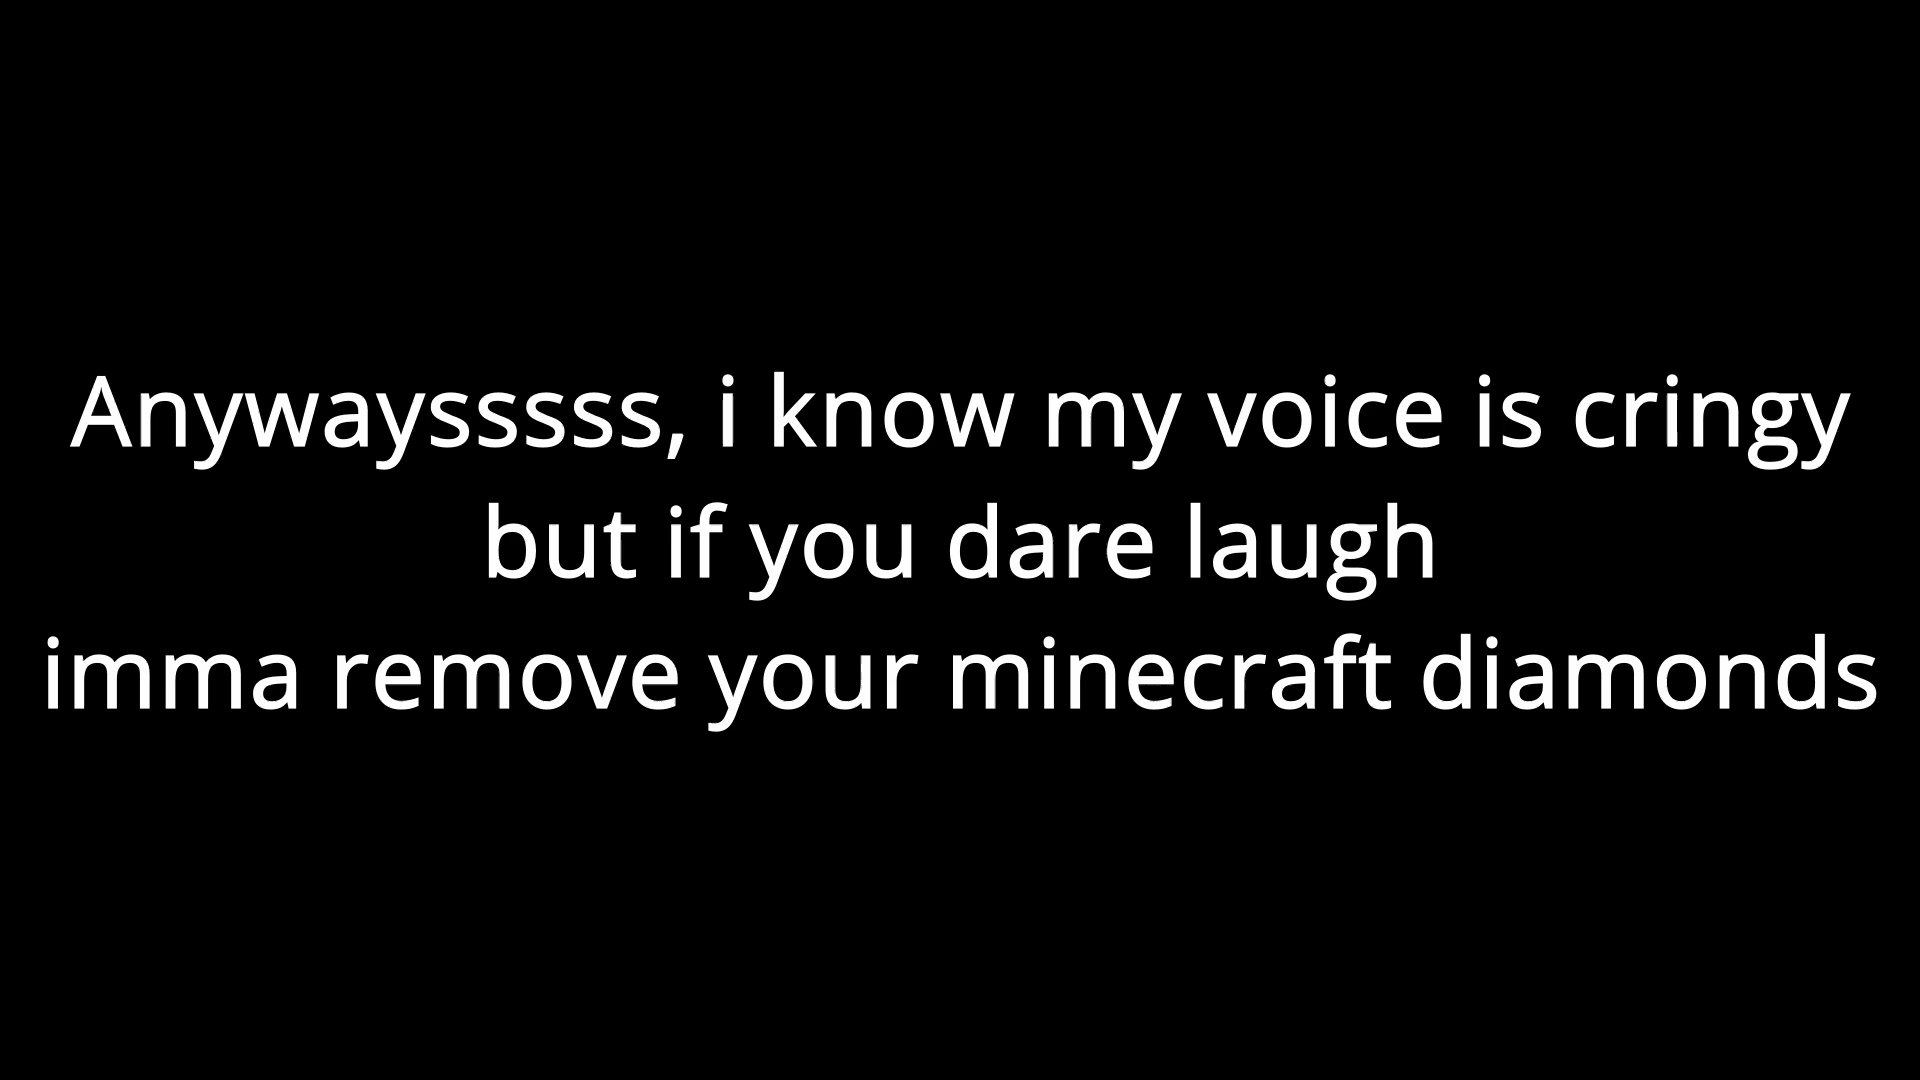 Anywaysssss, i know my voice is cringy
but if you dare laugh
imma remove your minecraft diamonds